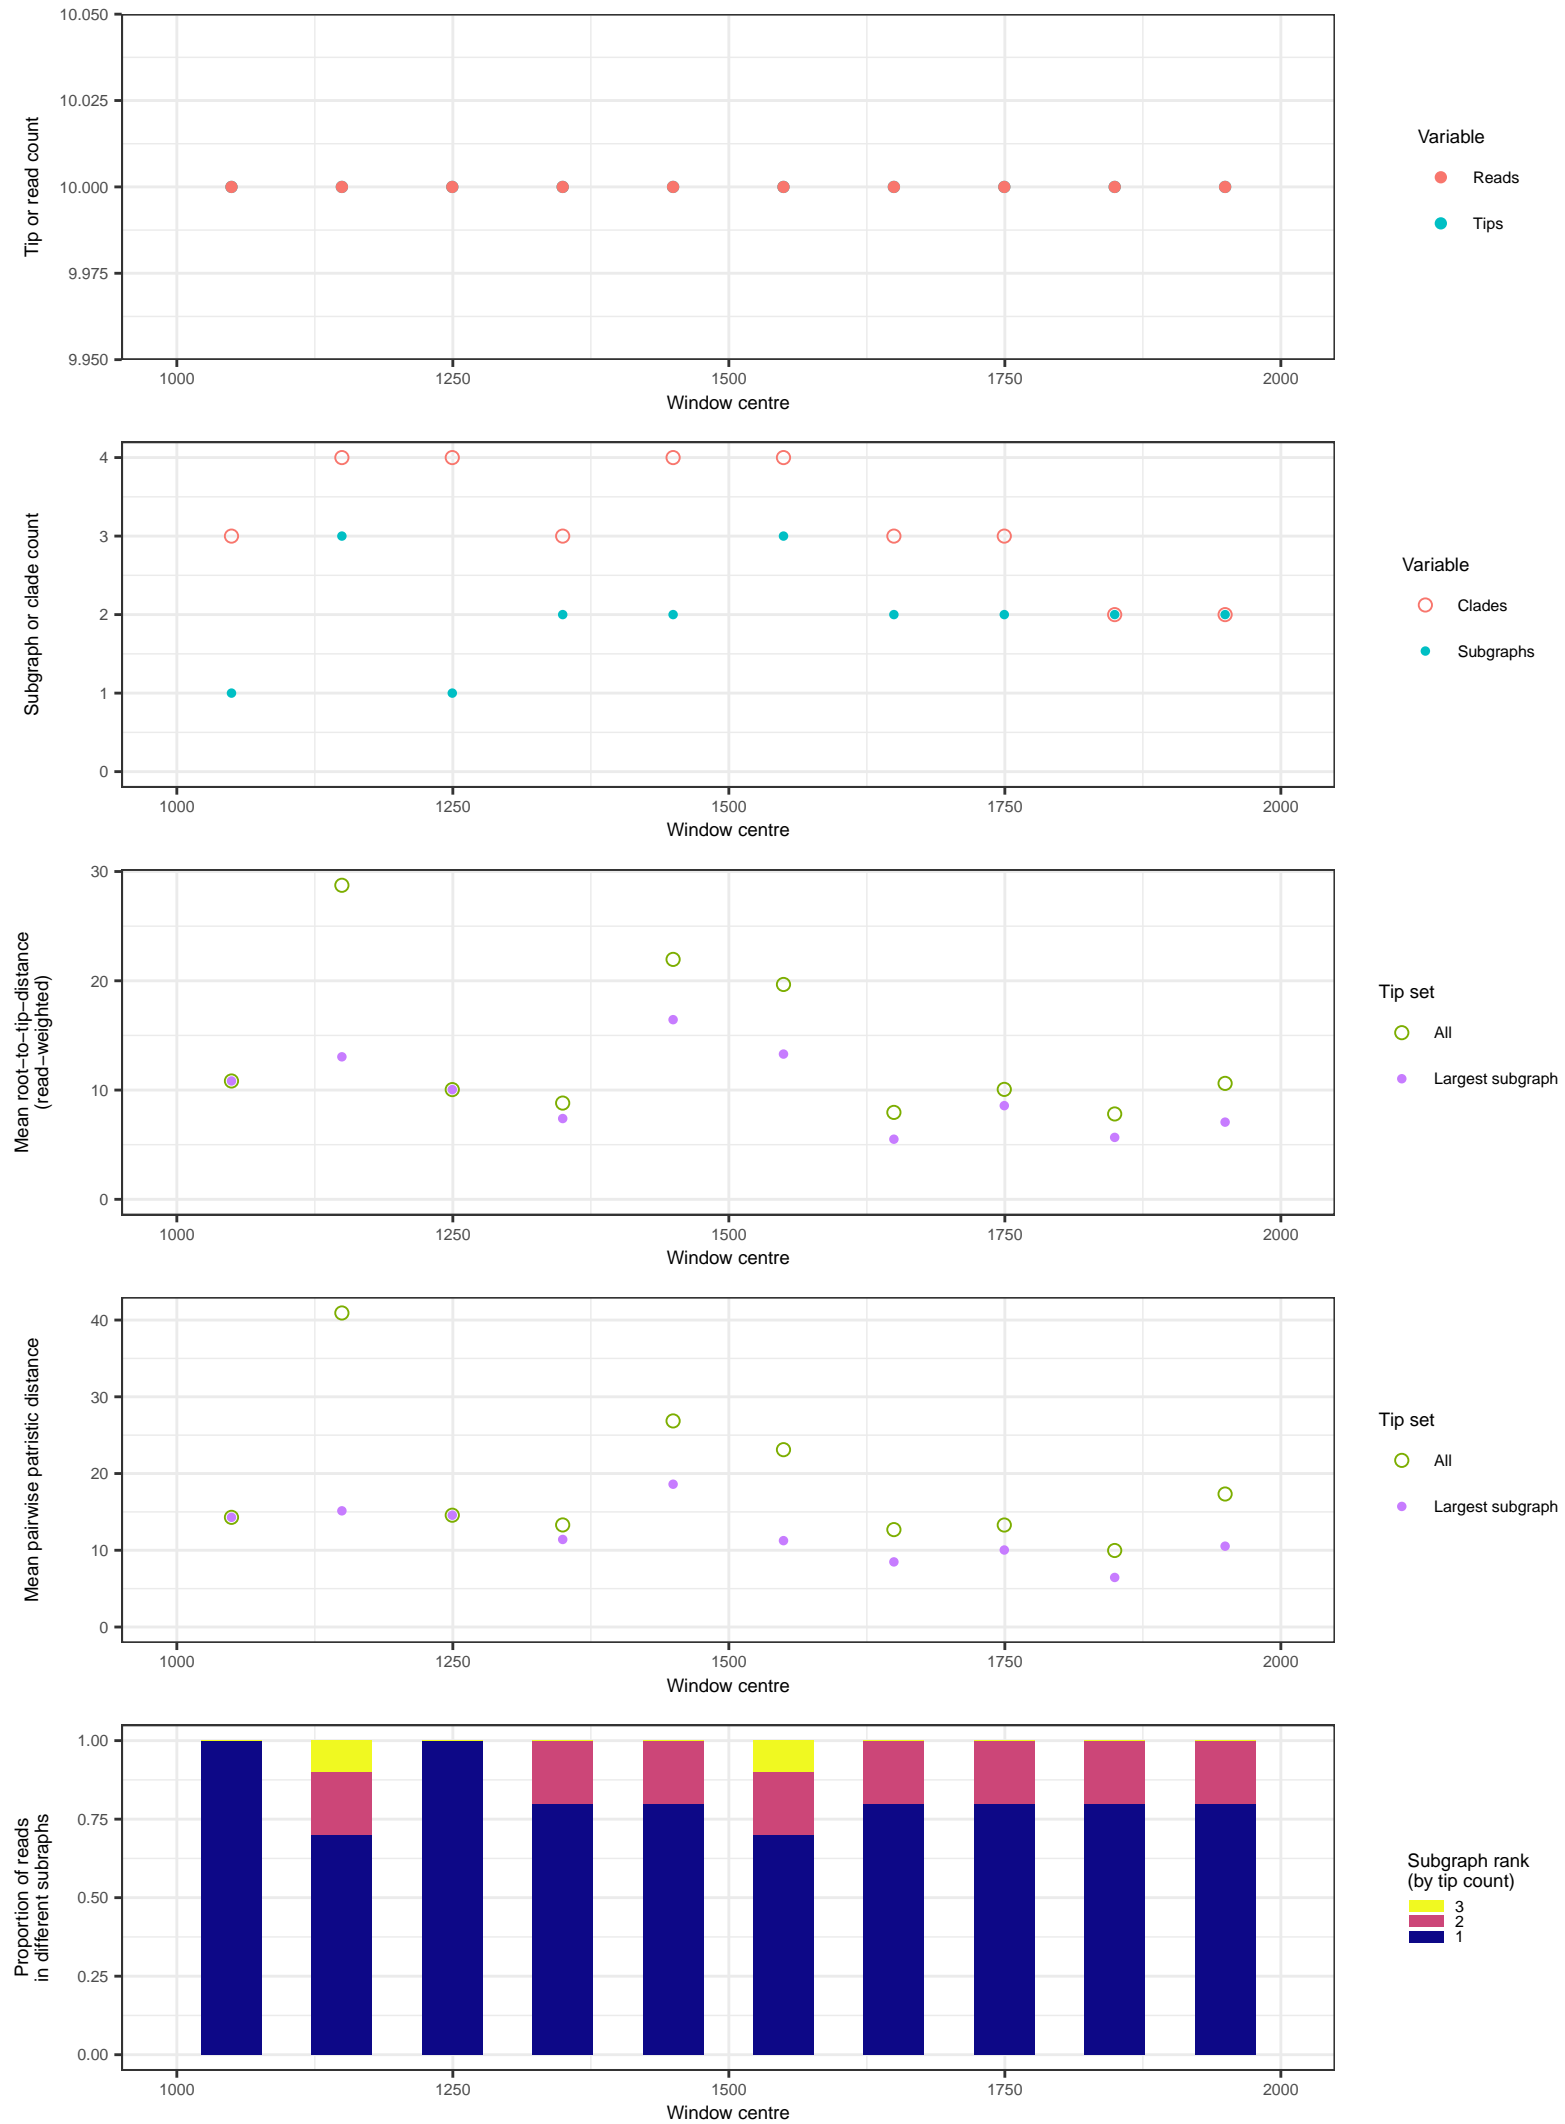 10.050
10.025
10.000
9.975
9.950
Tip or read count
1000 1250 1500 1750 2000
Window centre
Variable
Reads
Tips
4
3
2
1
0
Subgraph or clade count
1000 1250 1500 1750 2000
Window centre
Variable
Clades
Subgraphs
30
20
10
0
Mean root−to−tip−distance
(read−weighted)
1000 1250 1500 1750 2000
Window centre
Tip set
All
Largest subgraph
40
30
20
10
0
Mean pairwise patristic distance
1000 1250 1500 1750 2000
Window centre
Tip set
All
Largest subgraph
1.00
0.75
0.50
0.25
0.00
Proportion of reads
in different subraphs
1000 1250 1500 1750 2000
Window centre
Subgraph rank
(by tip count)
3
2
1